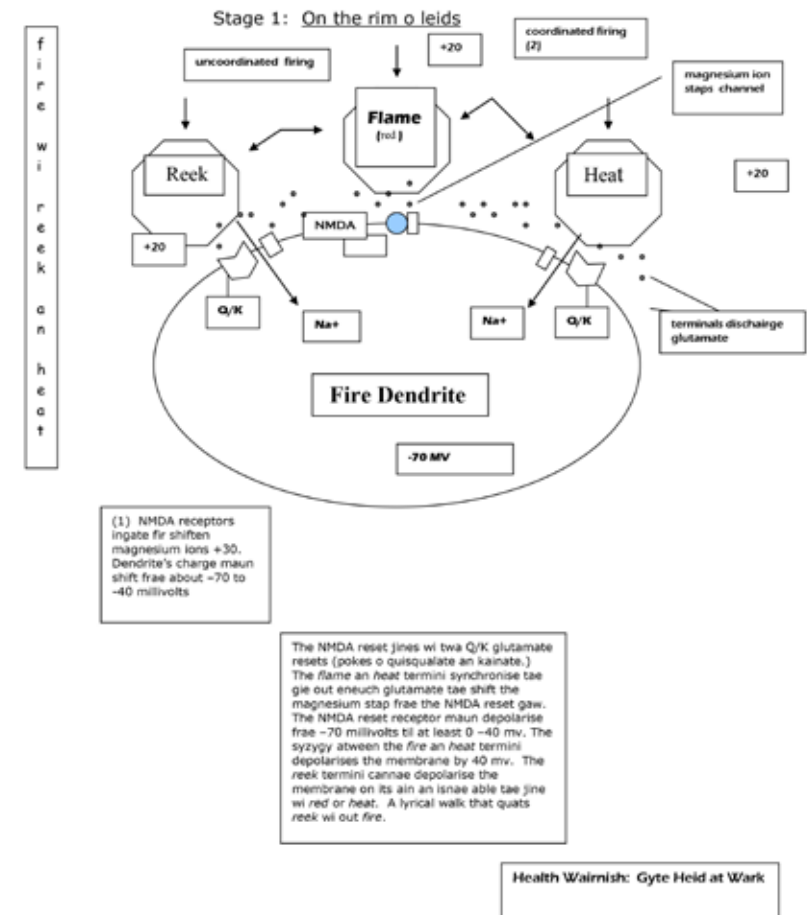 Stage 1: On the rim o leids
fire wi reek an heat
uncoordinated firing
+20
coordinated firing
(2)
magnesium ion
staps channel
Flame
(red)
Reek
Heat
+20
+20
NMDA
Q/K
Na+
Na+
Q/K
terminals dischairge
glutamate
Fire Dendrite
-70 MV
(1) NMDA receptors
ingate fir shiften
magnesium ions +30.
Dendrite's charge maun
shift frae about –70 to
-40 millivolts
The NMDA reset jines wi twa Q/K glutamate
resets (pokes o quisqualate an kainate.)
The flame an heat termini synchronise tae
gie out eneuch glutamate tae shift the
magnesium stap frae the NMDA reset gaw.
The NMDA reset receptor maun depolarise
frae –70 millivolts til at least 0 –40 mv. The
syzygy atween the fire an heat termini
depolarises the membrane by 40 mv. The
reek termini cannae depolarise the
membrane on its ain an isnae able tae jine
wi red or heat. A lyrical walk that quats
reek wi out fire.
Health Wairnish: Gyte Heid at Wark